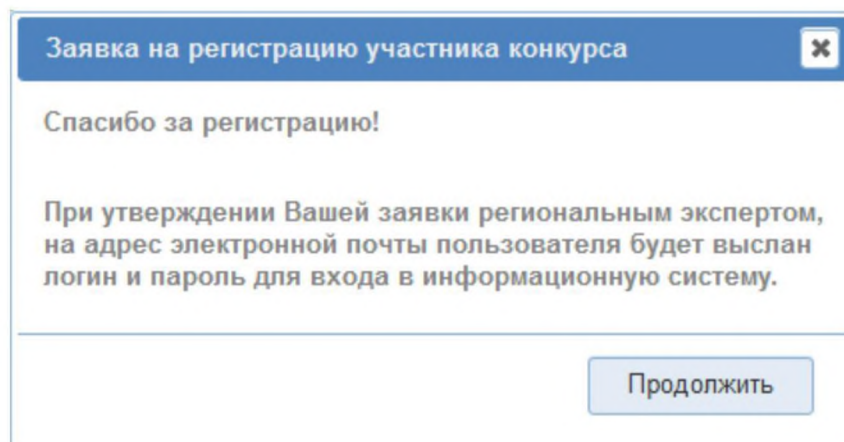 Заявка на регистрацию участника конкурса
Спасибо за регистрацию!
При утверждении Вашей заявки региональным экспертом,
на адрес электронной почты пользователя будет выслан
логин и пароль для входа в информационную систему.
Продолжить